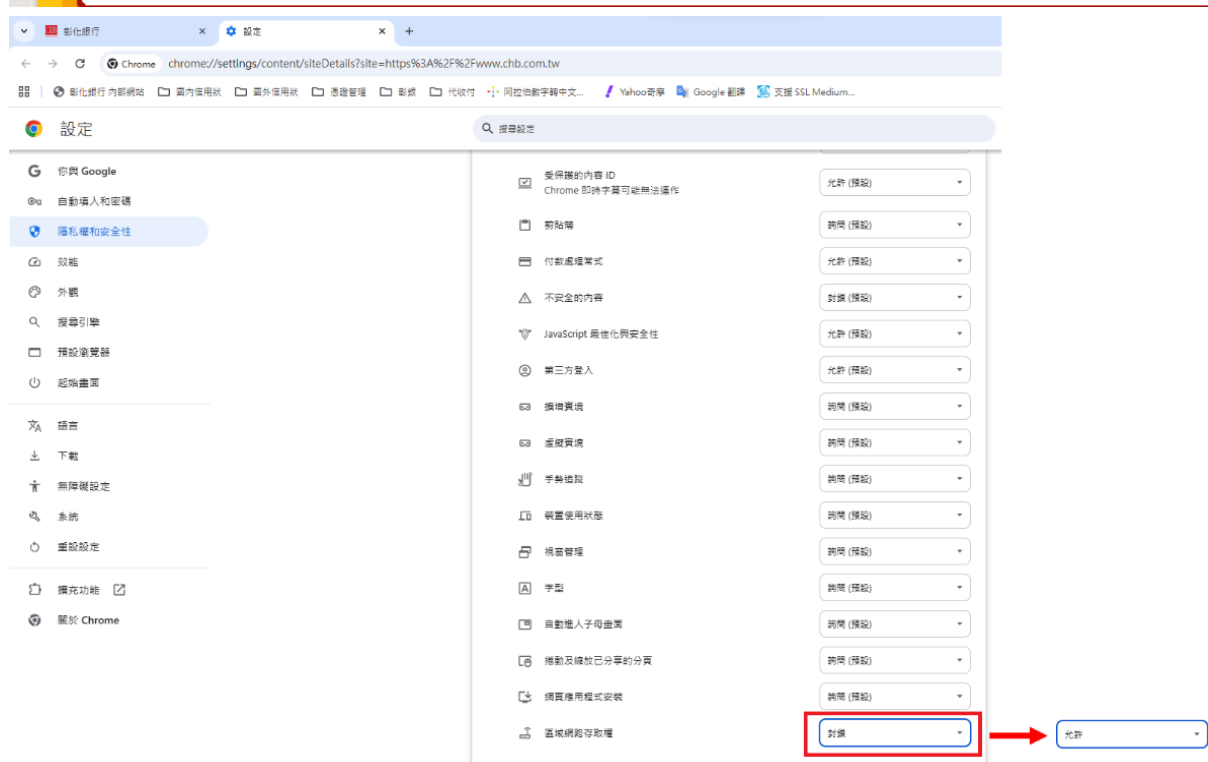 彰化銀行
設定
Chrome chrome://settings/content/siteDetails?site=https%3A%2F%2Fwww.chb.com.tw
彰化銀行 內部網站 國內信用狀 國外信用狀 憑證管理 彰銀 代收付 阿拉伯數字轉中文... Yahoo奇摩 Google 翻譯 支援 SSL Medium...
設定
搜尋設定
你與 Google
自動填入和密碼
隱私權和安全性
效能
外觀
搜尋引擎
預設瀏覽器
起始畫面
語言
下載
無障礙設定
系統
重設設定
擴充功能
關於 Chrome
受保護的內容 ID
Chrome 即時字幕可能無法運作
允許 (預設)
剪貼簿 詢問 (預設)
付款處理常式 允許 (預設)
不安全的內容 封鎖 (預設)
JavaScript 最佳化與安全性 允許 (預設)
第三方登入 允許 (預設)
擴增實境 詢問 (預設)
虛擬實境 詢問 (預設)
手勢追蹤 詢問 (預設)
裝置使用狀態 詢問 (預設)
視窗管理 詢問 (預設)
字型 詢問 (預設)
自動進入子母畫面 詢問 (預設)
捲動及縮放已分享的分頁 詢問 (預設)
網頁應用程式安裝 詢問 (預設)
區域網路存取權 封鎖 允許